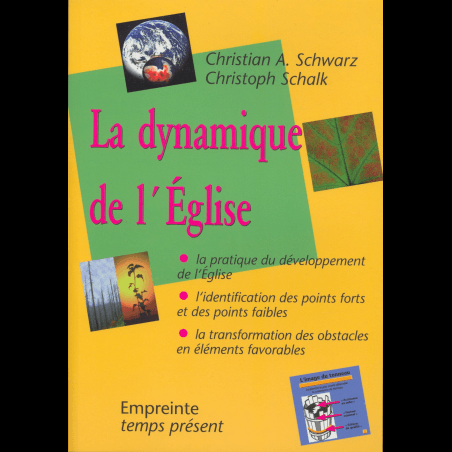 Christian A. Schwarz
Christoph Schalk
La dynamique
de l'Église
• la pratique du développement
de l'Église
• l'identification des points forts
et des points faibles
• la transformation des obstacles
en éléments favorables
L'image du tonneau
Empreinte
temps présent